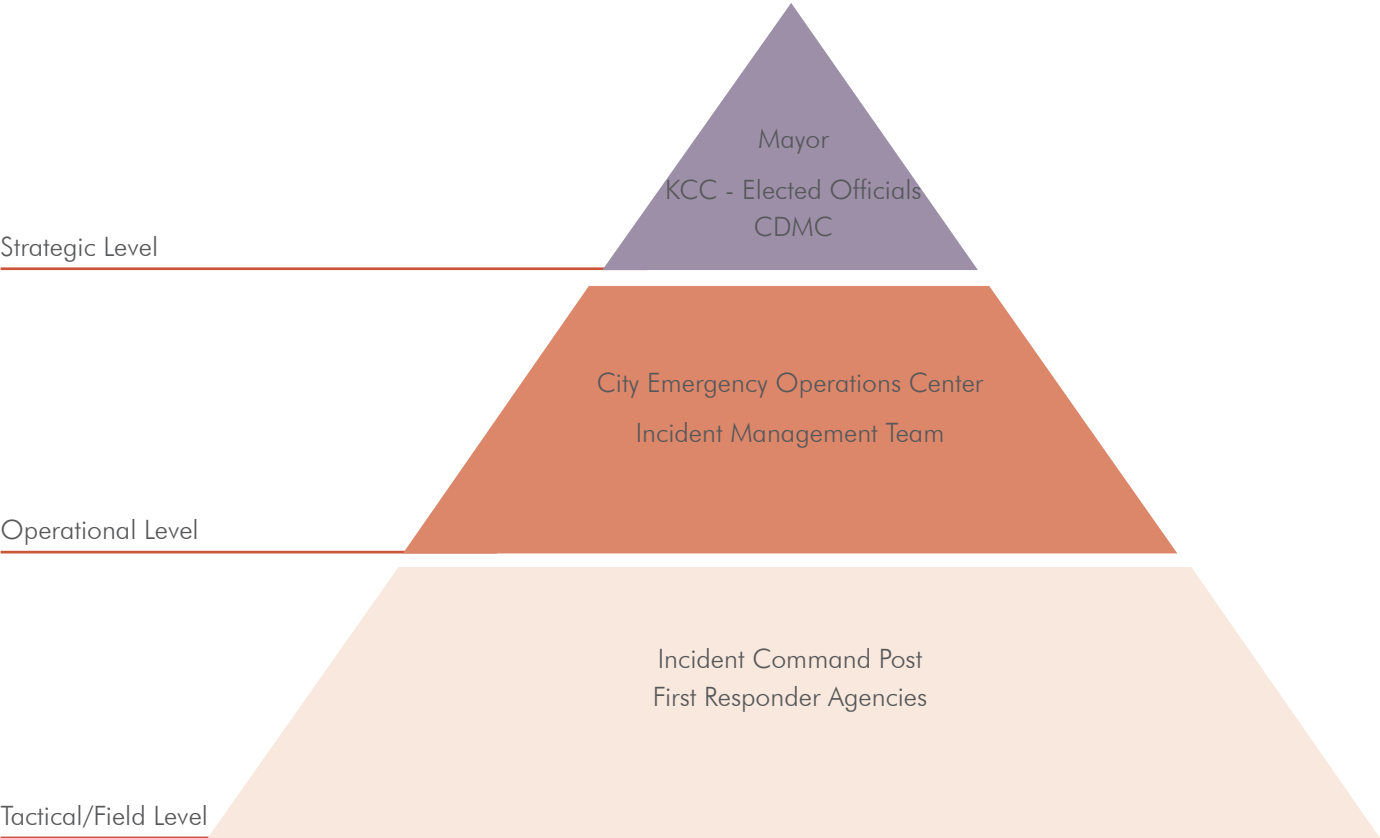 Mayor
KCC - Elected Officials
CDMC
Strategic Level
City Emergency Operations Center
Incident Management Team
Operational Level
Incident Command Post
First Responder Agencies
Tactical/Field Level